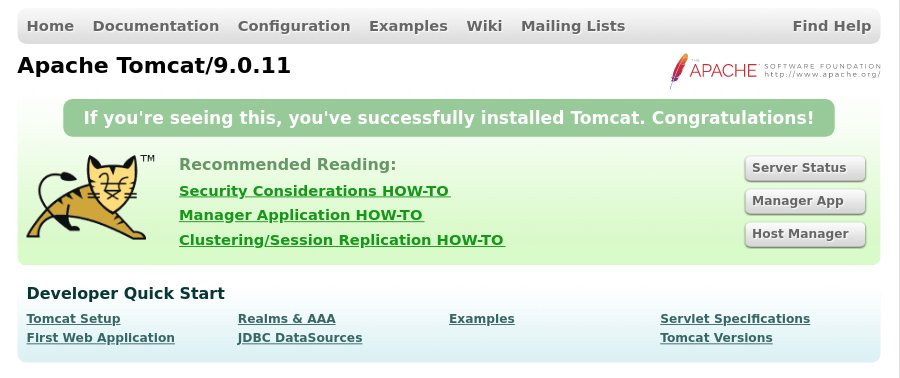 Home Documentation Configuration Examples Wiki Mailing Lists Find Help
Apache Tomcat/9.0.11
THE APACHE SOFTWARE FOUNDATION
http://www.apache.org/
If you're seeing this, you've successfully installed Tomcat. Congratulations!
TM
Recommended Reading:
Security Considerations HOW-TO
Manager Application HOW-TO
Clustering/Session Replication HOW-TO
Server Status
Manager App
Host Manager
Developer Quick Start
Tomcat Setup Realms & AAA Examples Servlet Specifications
First Web Application JDBC DataSources Tomcat Versions